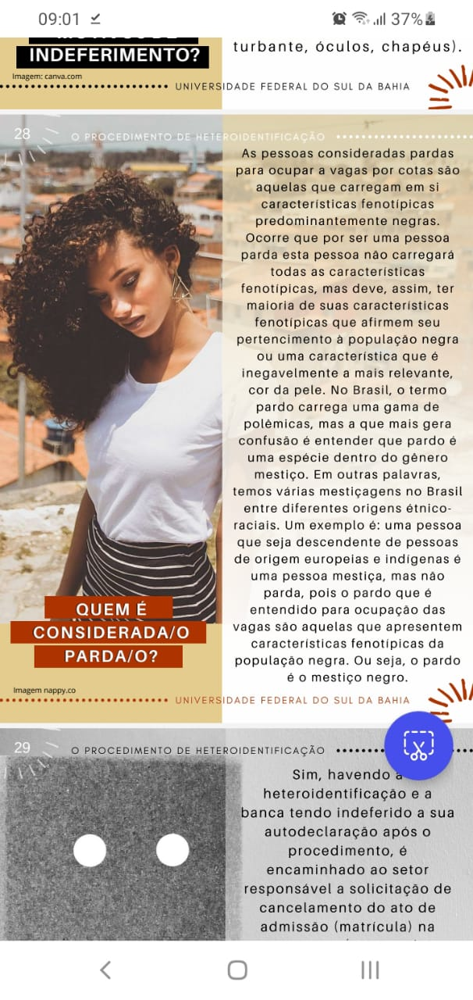 09:01
37%
INDEFERIMENTO?
turbante, óculos, chapéus).
Imagem: canva.com
UNIVERSIDADE FEDERAL DO SUL DA BAHIA
28
O PROCEDIMENTO DE HETEROIDENTIFICAÇÃO
As pessoas consideradas pardas
para ocupar a vagas por cotas são
aquelas que carregam em si
características fenotípicas
predominantemente negras.
Ocorre que por ser uma pessoa
parda esta pessoa não carregará
todas as características
fenotípicas, mas deve, assim, ter
maioria de suas características
fenotípicas que afirmem seu
pertencimento à população negra
ou uma característica que é
inegavelmente a mais relevante,
cor da pele. No Brasil, o termo
pardo carrega uma gama de
polêmicas, mas a que mais gera
confusão é entender que pardo é
uma espécie dentro do gênero
mestiço. Em outras palavras,
temos várias mestiçagens no Brasil
entre diferentes origens étnico-
raciais. Um exemplo é: uma pessoa
que seja descendente de pessoas
de origem europeias e indígenas é
uma pessoa mestiça, mas não
parda, pois o pardo que é
entendido para ocupação das
vagas são aquelas que apresentem
características fenotípicas da
população negra. Ou seja, o pardo
é o mestiço negro.
QUEM É
CONSIDERADA/O
PARDA/O?
Imagem nappy.co
UNIVERSIDADE FEDERAL DO SUL DA BAHIA
29
O PROCEDIMENTO DE HETEROIDENTIFICAÇÃO
Sim, havendo a
heteroidentificação e a
banca tendo indeferido a sua
autodeclaração após o
procedimento, é
encaminhado ao setor
responsável a solicitação de
cancelamento do ato de
admissão (matrícula) na